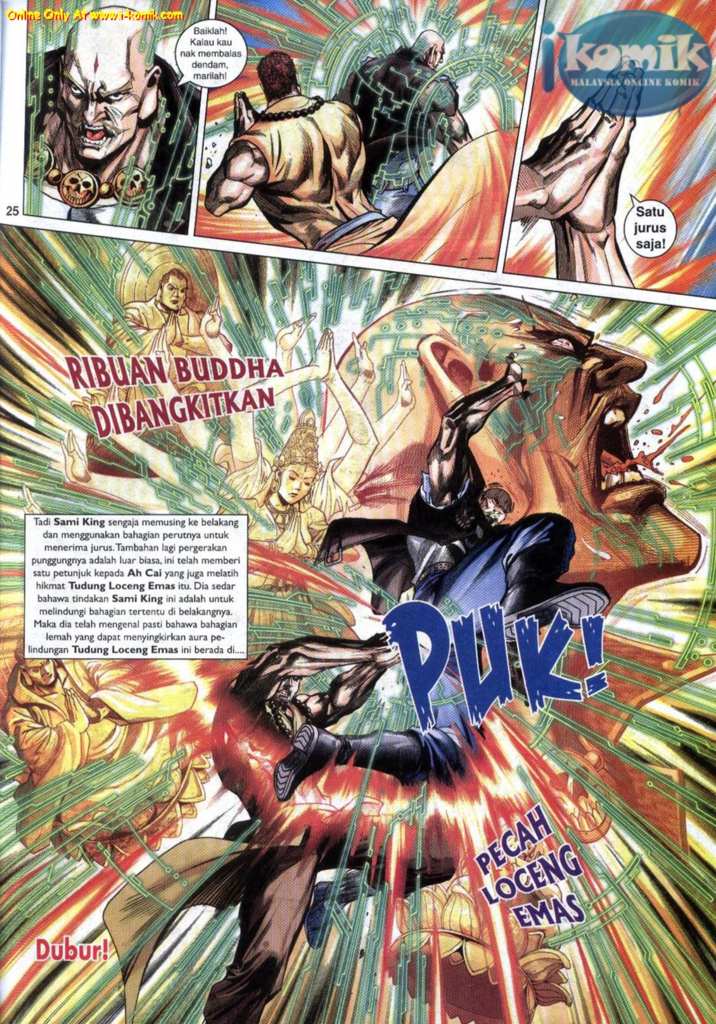 Online Only At www.i-komik.com
ikomik
MALAYSIA ONLINE KOMIK
Baiklah!
Kalau kau
nak membalas
dendam,
marilah!
Satu
jurus
saja!
25
RIBUAN BUDDHA
DIBANGKITKAN
Tadi Sami King sengaja memusing ke belakang
dan menggunakan bahagian perutnya untuk
menerima jurus.Tambahan lagi pergerakan
punggungnya adalah luar biasa, ini telah memberi
satu petunjuk kepada Ah Cai yang juga melatih
hikmat Tudung Loceng Emas itu. Dia sedar
bahawa tindakan Sami King ini adalah untuk
melindungi bahagian tertentu di belakangnya.
Maka dia telah mengenal pasti bahawa bahagian
lemah yang dapat menyingkirkan aura pe-
lindungan Tudung Loceng Emas ini berada di....
PUK!
PECAH
LOCENG
EMAS
Dubur!